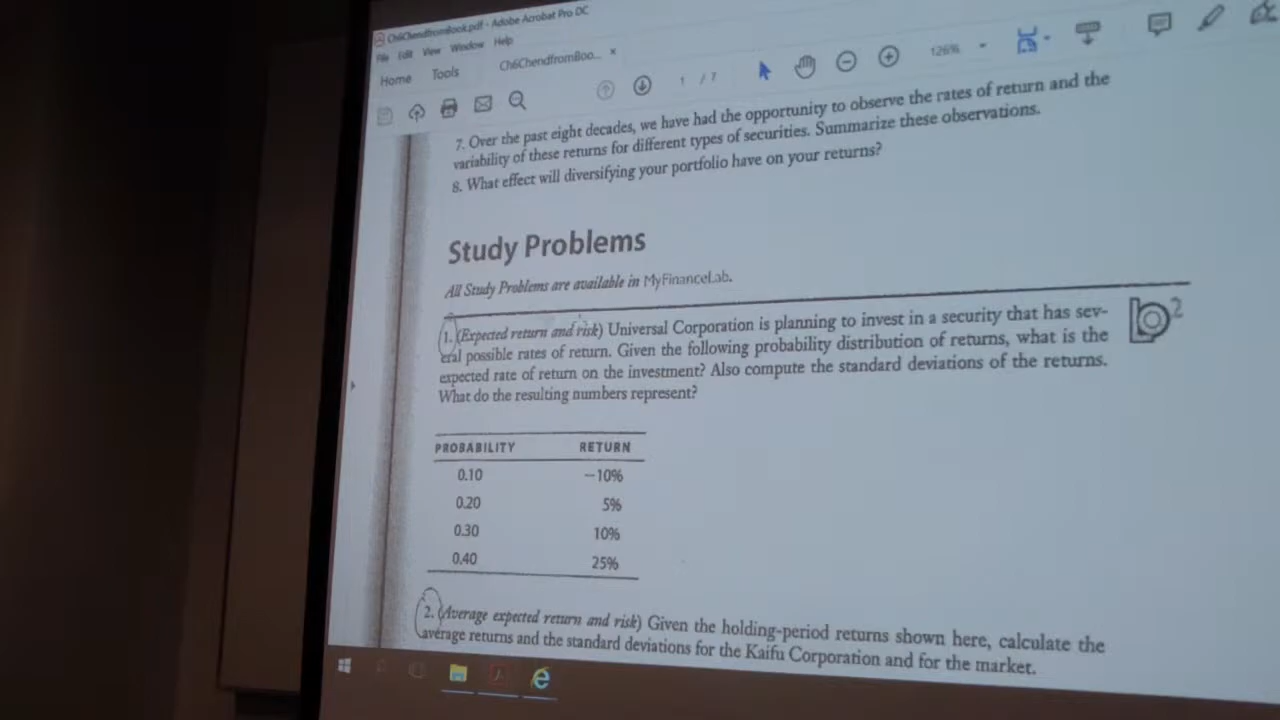 Ch6ChendfromBook.pdf - Adobe Acrobat Pro DC
File Edit View Window Help
Home Tools Ch6ChendfromBoo... ×
1 / 7 126%
7. Over the past eight decades, we have had the opportunity to observe the rates of return and the
variability of these returns for different types of securities. Summarize these observations.
8. What effect will diversifying your portfolio have on your returns?
Study Problems
All Study Problems are available in MyFinanceLab.
1. (Expected return and risk) Universal Corporation is planning to invest in a security that has sev-
eral possible rates of return. Given the following probability distribution of returns, what is the
expected rate of return on the investment? Also compute the standard deviations of the returns.
What do the resulting numbers represent?
PROBABILITY RETURN
0.10 −10%
0.20 5%
0.30 10%
0.40 25%
2. (Average expected return and risk) Given the holding-period returns shown here, calculate the
average returns and the standard deviations for the Kaifu Corporation and for the market.